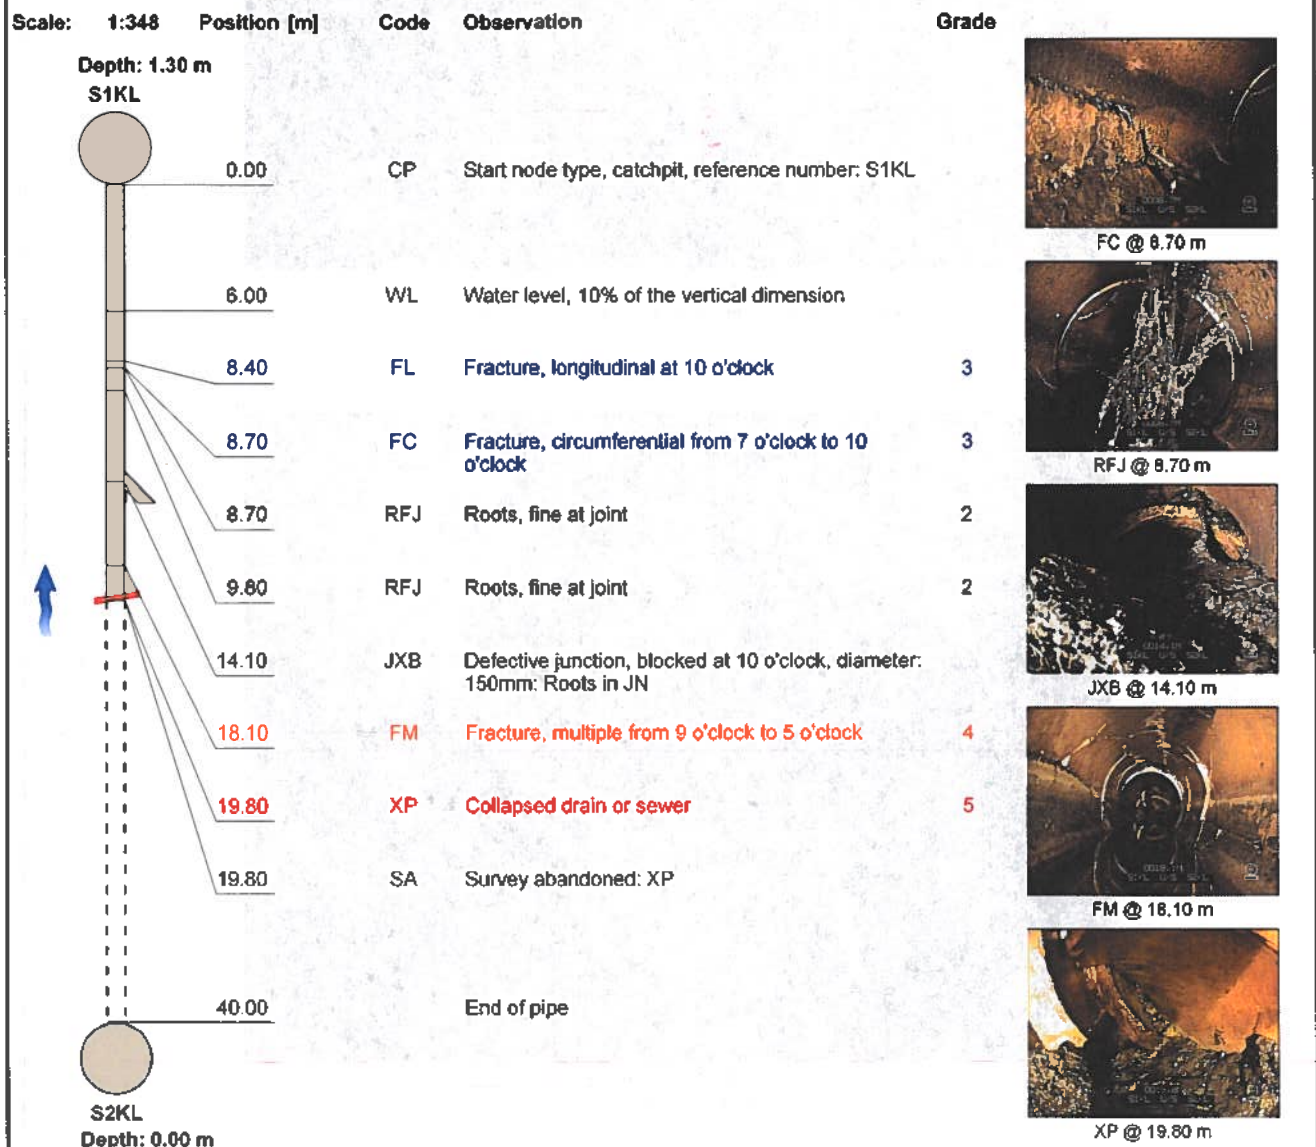 Scale: 1:348 Position [m] Code Observation Grade
Depth: 1.30 m
S1KL
0.00 CP Start node type, catchpit, reference number: S1KL
FC @ 8.70 m
6.00 WL Water level, 10% of the vertical dimension
8.40 FL Fracture, longitudinal at 10 o'clock 3
8.70 FC Fracture, circumferential from 7 o'clock to 10 3
o'clock
RFJ @ 8.70 m
8.70 RFJ Roots, fine at joint 2
9.80 RFJ Roots, fine at joint 2
14.10 JXB Defective junction, blocked at 10 o'clock, diameter:
150mm: Roots in JN
JXB @ 14.10 m
18.10 FM Fracture, multiple from 9 o'clock to 5 o'clock 4
19.80 XP Collapsed drain or sewer 5
19.80 SA Survey abandoned: XP
FM @ 18.10 m
40.00 End of pipe
S2KL
Depth: 0.00 m
XP @ 19.80 m